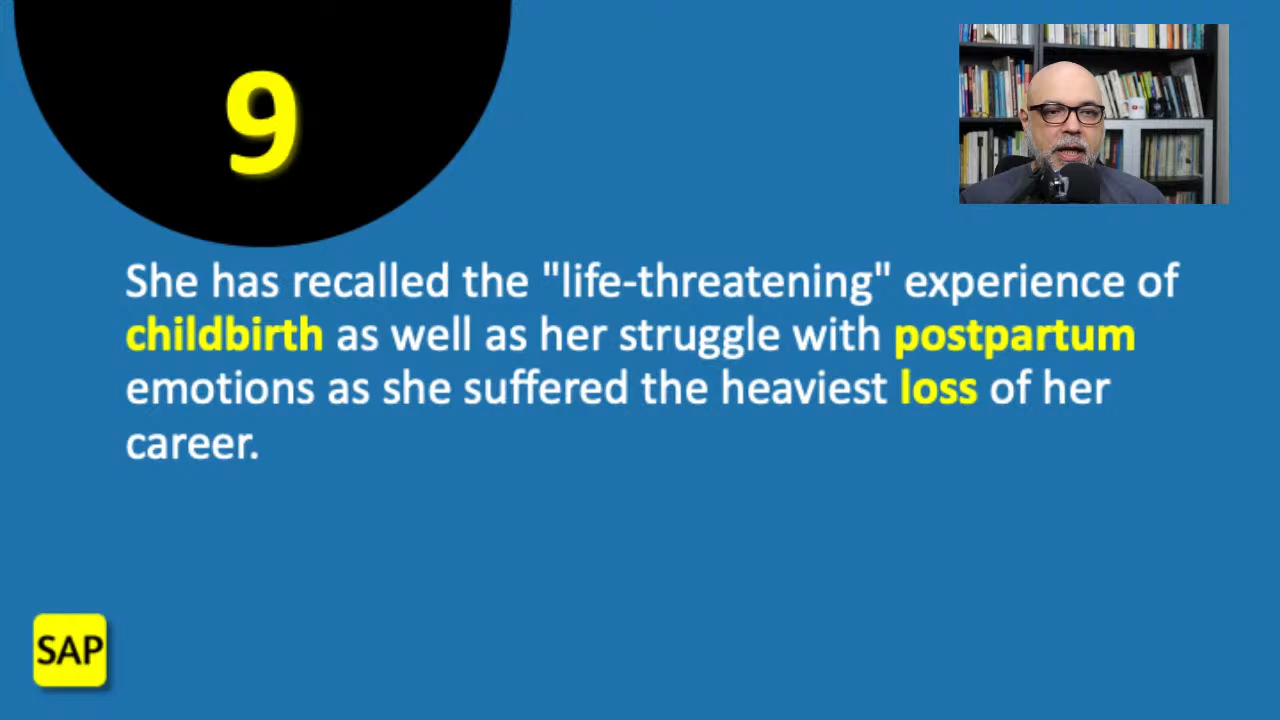 9
She has recalled the "life-threatening" experience of
childbirth as well as her struggle with postpartum
emotions as she suffered the heaviest loss of her
career.
SAP